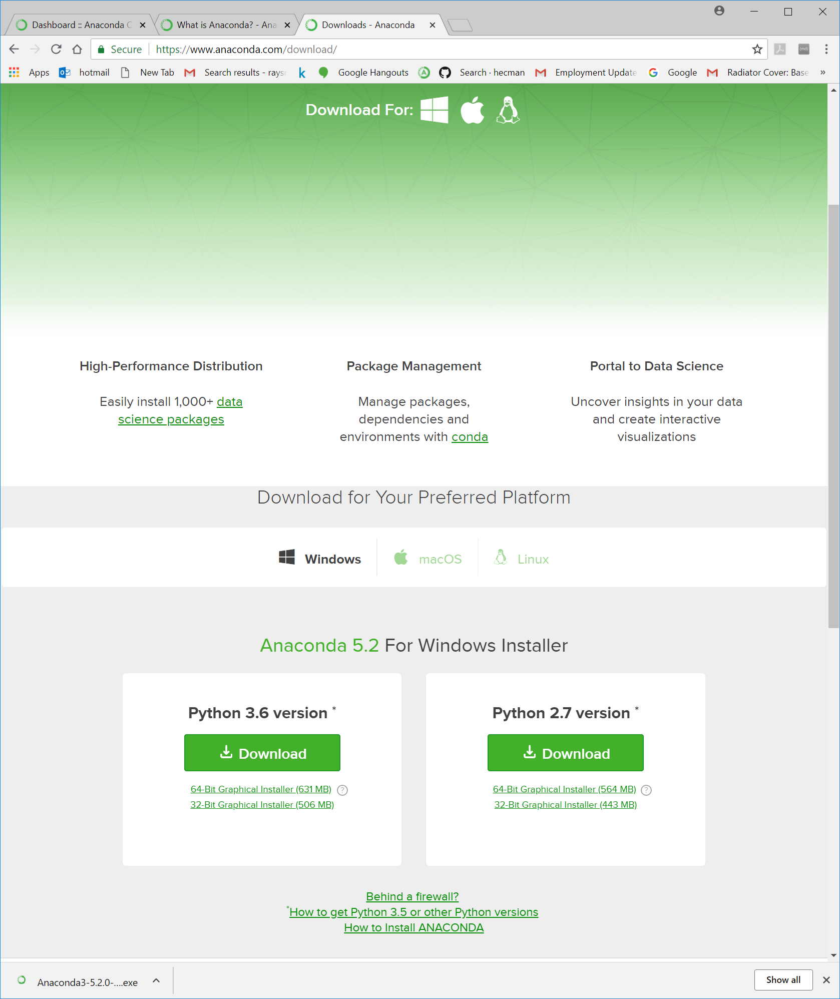 Dashboard :: Anaconda C
What is Anaconda? - Ana
Downloads - Anaconda
Secure
https://www.anaconda.com/download/
Apps
hotmail
New Tab
Search results - raysr
Google Hangouts
Search · hecman
Employment Update
Google
Radiator Cover: Base
»
Download For:
High-Performance Distribution
Easily install 1,000+ data
science packages
Package Management
Manage packages,
dependencies and
environments with conda
Portal to Data Science
Uncover insights in your data
and create interactive
visualizations
Download for Your Preferred Platform
Windows
macOS
Linux
Anaconda 5.2 For Windows Installer
Python 3.6 version *
Download
64-Bit Graphical Installer (631 MB) ?
32-Bit Graphical Installer (506 MB)
Python 2.7 version *
Download
64-Bit Graphical Installer (564 MB) ?
32-Bit Graphical Installer (443 MB)
Behind a firewall?
*How to get Python 3.5 or other Python versions
How to Install ANACONDA
Anaconda3-5.2.0-....exe
Show all